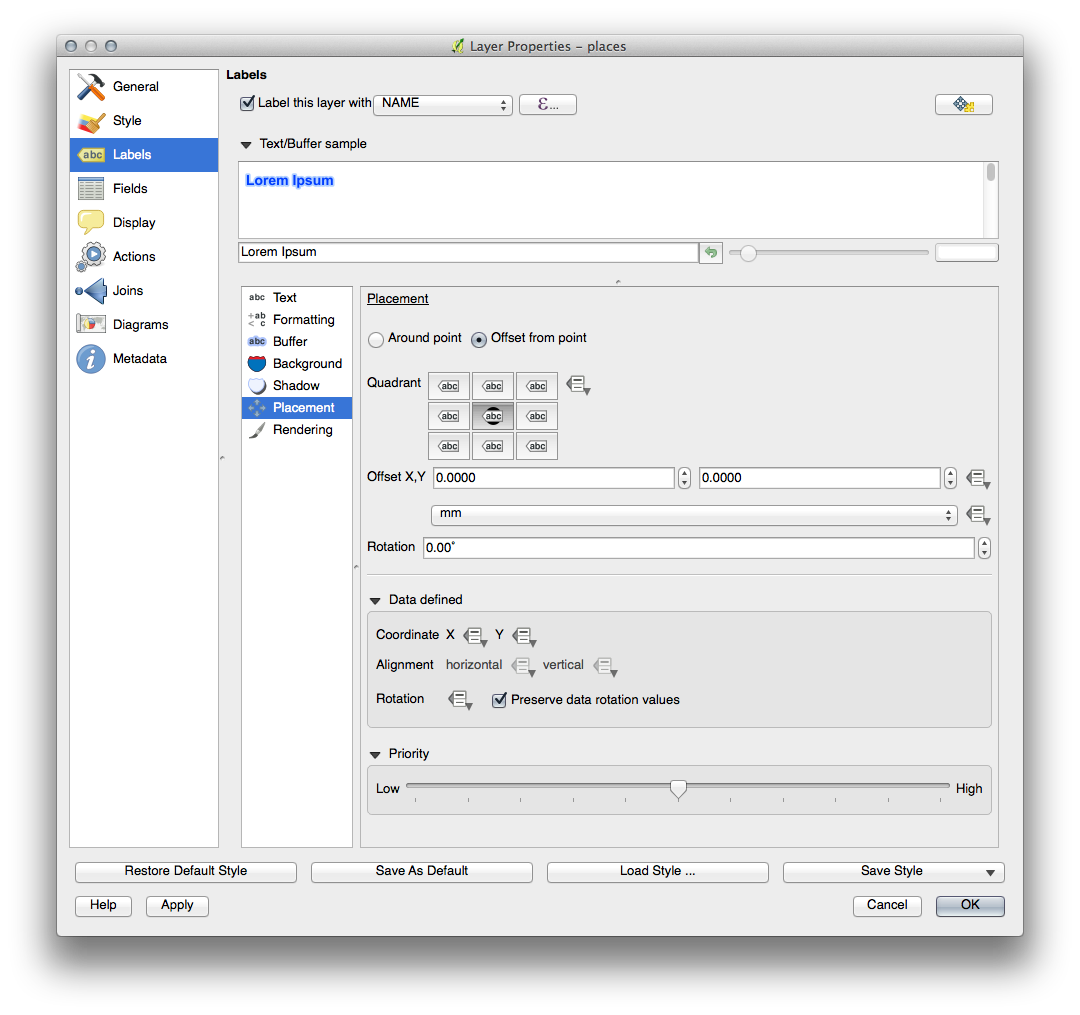 Layer Properties – places
General
Style
abc Labels
Fields
Display
Actions
Joins
Diagrams
i Metadata
Labels
Label this layer with NAME ε...
Text/Buffer sample
Lorem Ipsum
Lorem Ipsum
abc Text
+ab < c Formatting
abc Buffer
Background
Shadow
Placement
Rendering
Placement
Around point Offset from point
Quadrant abc abc abc
abc abc abc
abc abc abc
Offset X,Y 0.0000 0.0000
mm
Rotation 0.00°
Data defined
Coordinate X Y
Alignment horizontal vertical
Rotation Preserve data rotation values
Priority
Low High
Restore Default Style Save As Default Load Style ... Save Style
Help Apply Cancel OK